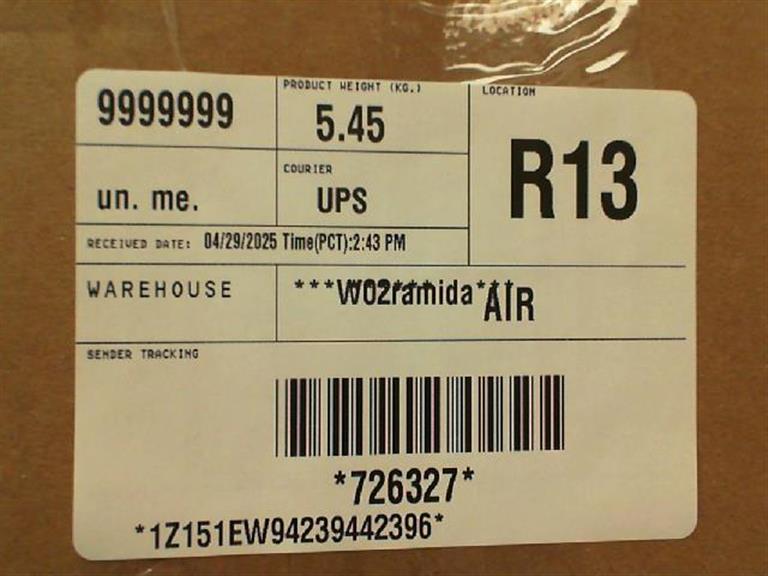 9999999
PRODUCT WEIGHT (KG.)
5.45
LOCATION
R13
un. me.
COURIER
UPS
RECEIVED DATE: 04/29/2025 Time(PCT):2:43 PM
WAREHOUSE
***W02ramida***
AIR
SENDER TRACKING
*726327*
*1Z151EW94239442396*